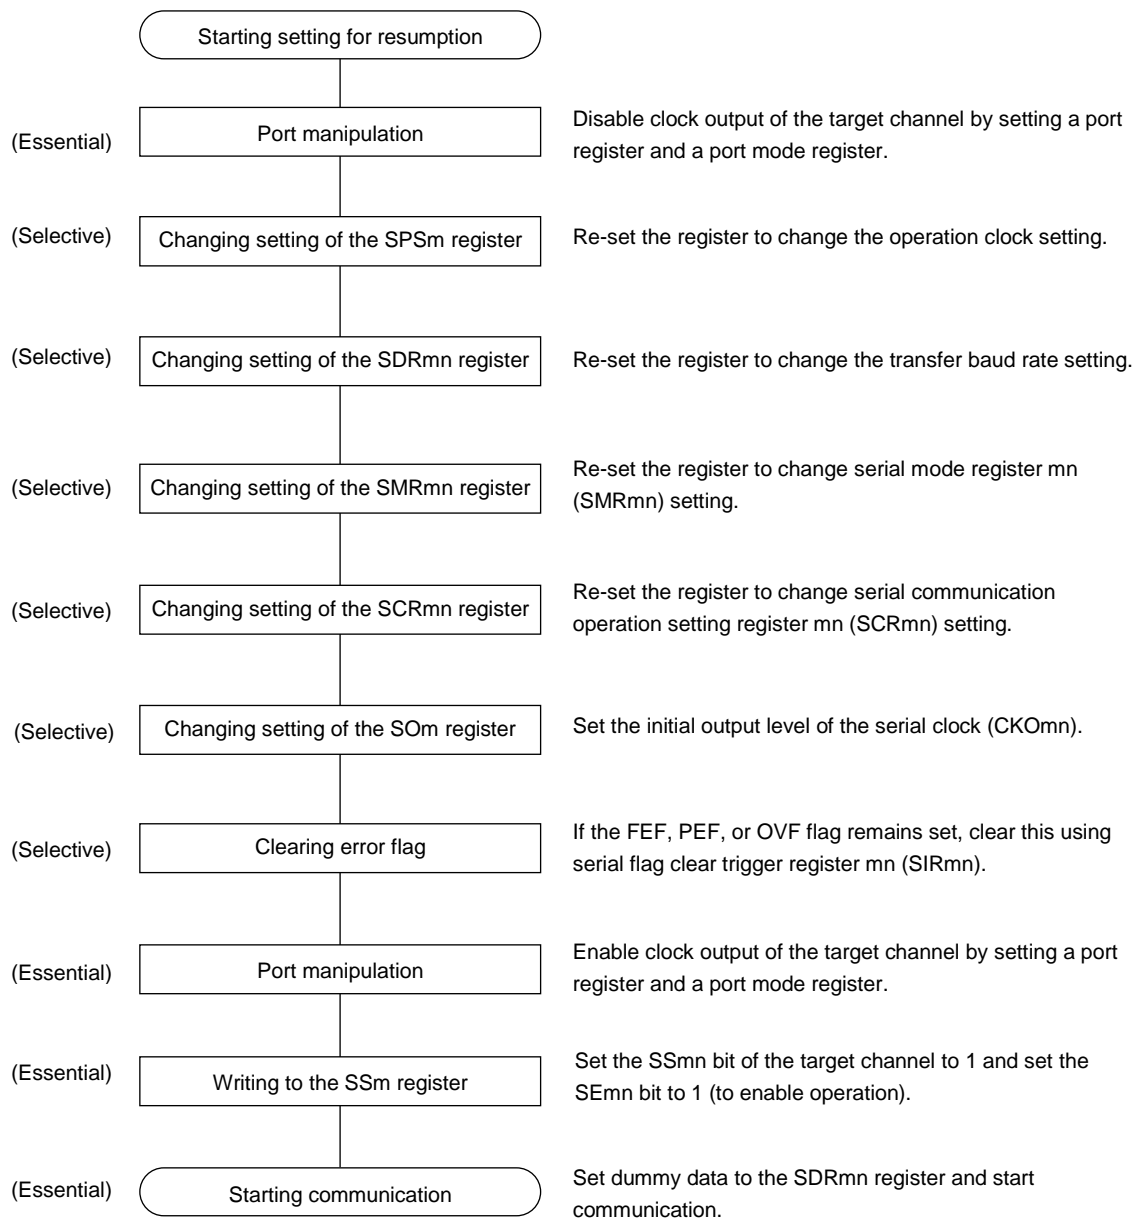 Starting setting for resumption
(Essential)
Port manipulation
Disable clock output of the target channel by setting a port
register and a port mode register.
(Selective)
Changing setting of the SPSm register
Re-set the register to change the operation clock setting.
(Selective)
Changing setting of the SDRmn register
Re-set the register to change the transfer baud rate setting.
(Selective)
Changing setting of the SMRmn register
Re-set the register to change serial mode register mn
(SMRmn) setting.
(Selective)
Changing setting of the SCRmn register
Re-set the register to change serial communication
operation setting register mn (SCRmn) setting.
(Selective)
Changing setting of the SOm register
Set the initial output level of the serial clock (CKOmn).
(Selective)
Clearing error flag
If the FEF, PEF, or OVF flag remains set, clear this using
serial flag clear trigger register mn (SIRmn).
(Essential)
Port manipulation
Enable clock output of the target channel by setting a port
register and a port mode register.
(Essential)
Writing to the SSm register
Set the SSmn bit of the target channel to 1 and set the
SEmn bit to 1 (to enable operation).
(Essential)
Starting communication
Set dummy data to the SDRmn register and start
communication.